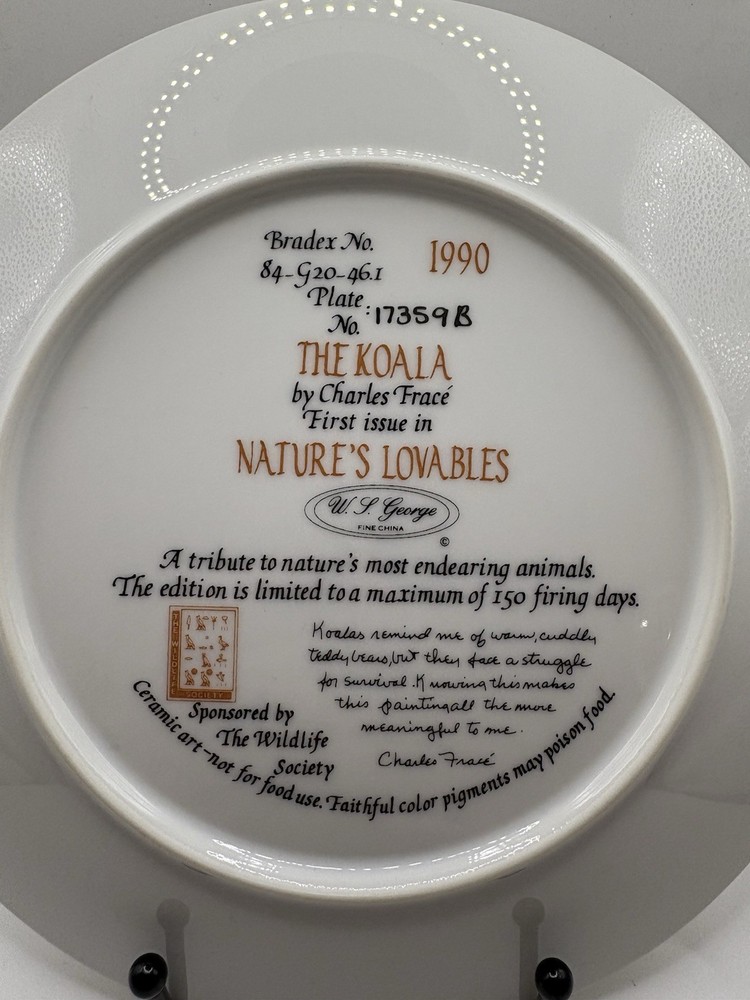 Bradex No.
84-G20-46.1
1990
Plate No.: 17359B
THE KOALA
by Charles Fracé
First issue in
NATURE'S LOVABLES
W. S. George
FINE CHINA
©
A tribute to nature's most endearing animals.
The edition is limited to a maximum of 150 firing days.
THE WILDLIFE
SOCIETY
Koalas remind me of warm, cuddly
teddy bears, but they face a struggle
for survival. Knowing this makes
this painting all the more
meaningful to me.
Charles Fracé
Sponsored by
The Wildlife
Society
Ceramic art-not for food use. Faithful color pigments may poison food.